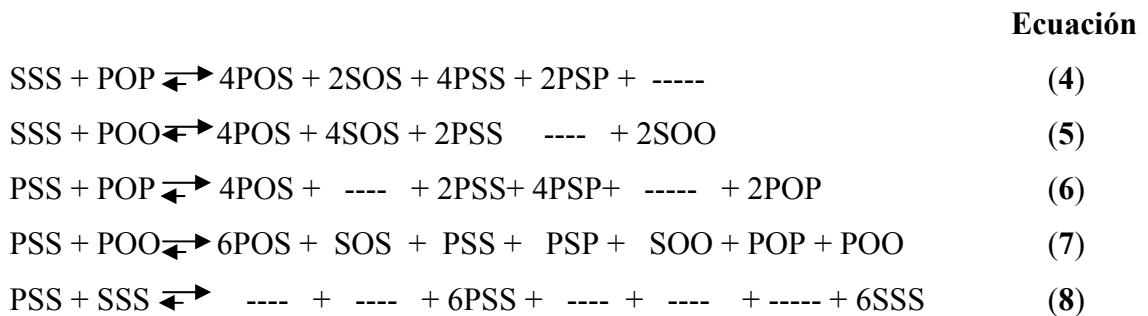 Ecuación
SSS + POP ⇄ 4POS + 2SOS + 4PSS + 2PSP + ----- (4)
SSS + POO ⇄ 4POS + 4SOS + 2PSS ---- + 2SOO (5)
PSS + POP ⇄ 4POS + ---- + 2PSS+ 4PSP+ ----- + 2POP (6)
PSS + POO ⇄ 6POS + SOS + PSS + PSP + SOO + POP + POO (7)
PSS + SSS ⇄ ---- + ---- + 6PSS + ---- + ---- + ----- + 6SSS (8)